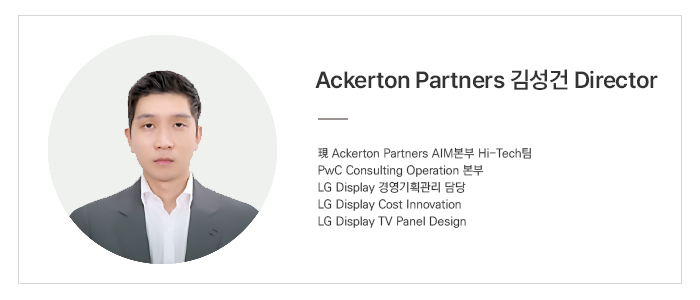 Ackerton Partners 김성건 Director
現 Ackerton Partners AIM본부 Hi-Tech팀
PwC Consulting Operation 본부
LG Display 경영기획관리 담당
LG Display Cost Innovation
LG Display TV Panel Design